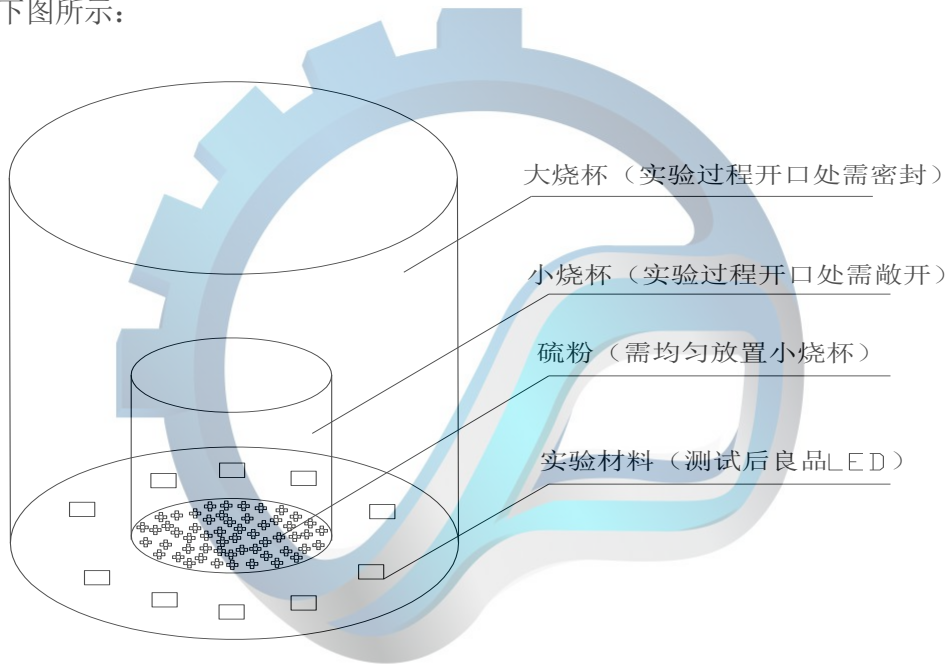 下图所示：
大烧杯（实验过程开口处需密封）
小烧杯（实验过程开口处需敞开）
硫粉（需均匀放置小烧杯）
实验材料（测试后良品LED）